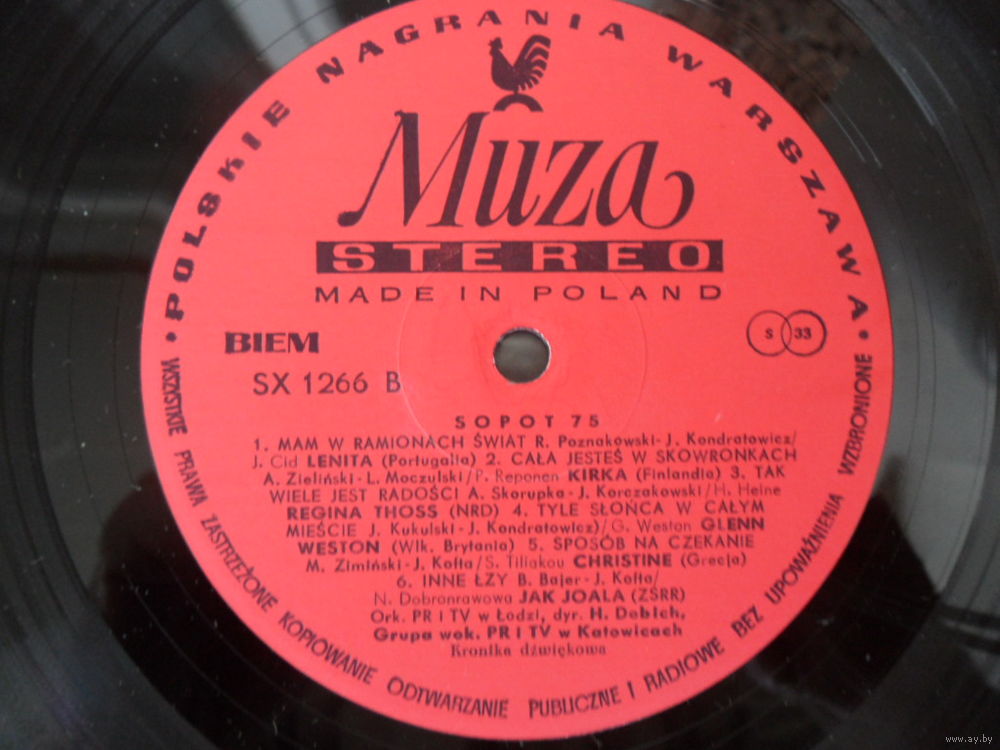 POLSKIE NAGRANIA WARSZAWA
Muza
STEREO
MADE IN POLAND
BIEM
S 33
SX 1266 B
SOPOT 75
1. MAM W RAMIONACH ŚWIAT R. Poznakowski-J. Kondratowicz/
J. Cid LENITA (Portugalia) 2. CAŁA JESTEŚ W SKOWRONKACH
A. Zieliński-L. Moczulski/P. Reponen KIRKA (Finlandia) 3. TAK
WIELE JEST RADOŚCI A. Skorupka-J. Korczakowski/H. Heine
REGINA THOSS (NRD) 4. TYLE SŁOŃCA W CAŁYM
MIEŚCIE J. Kukulski-J. Kondratowicz)/G. Weston GLENN
WESTON (Wlk. Brytania) 5. SPOSÓB NA CZEKANIE
M. Zimiński-J. Kofta/S. Tiliakou CHRISTINE (Grecja)
6. INNE ŁZY B. Bajer-J. Kofta/
N. Dobronrawowa JAK JOALA (ZSRR)
Ork. PR I TV w Łodzi, dyr. H. Debich,
Grupa wok. PR I TV w Katowicach
Kronika dźwiękowa
WSZYSTKIE PRAWA ZASTRZEŻONE KOPIOWANIE ODTWARZANIE PUBLICZNE I RADIOWE BEZ UPOWAŻNIENIA WZBRONIONE
www.ay.by